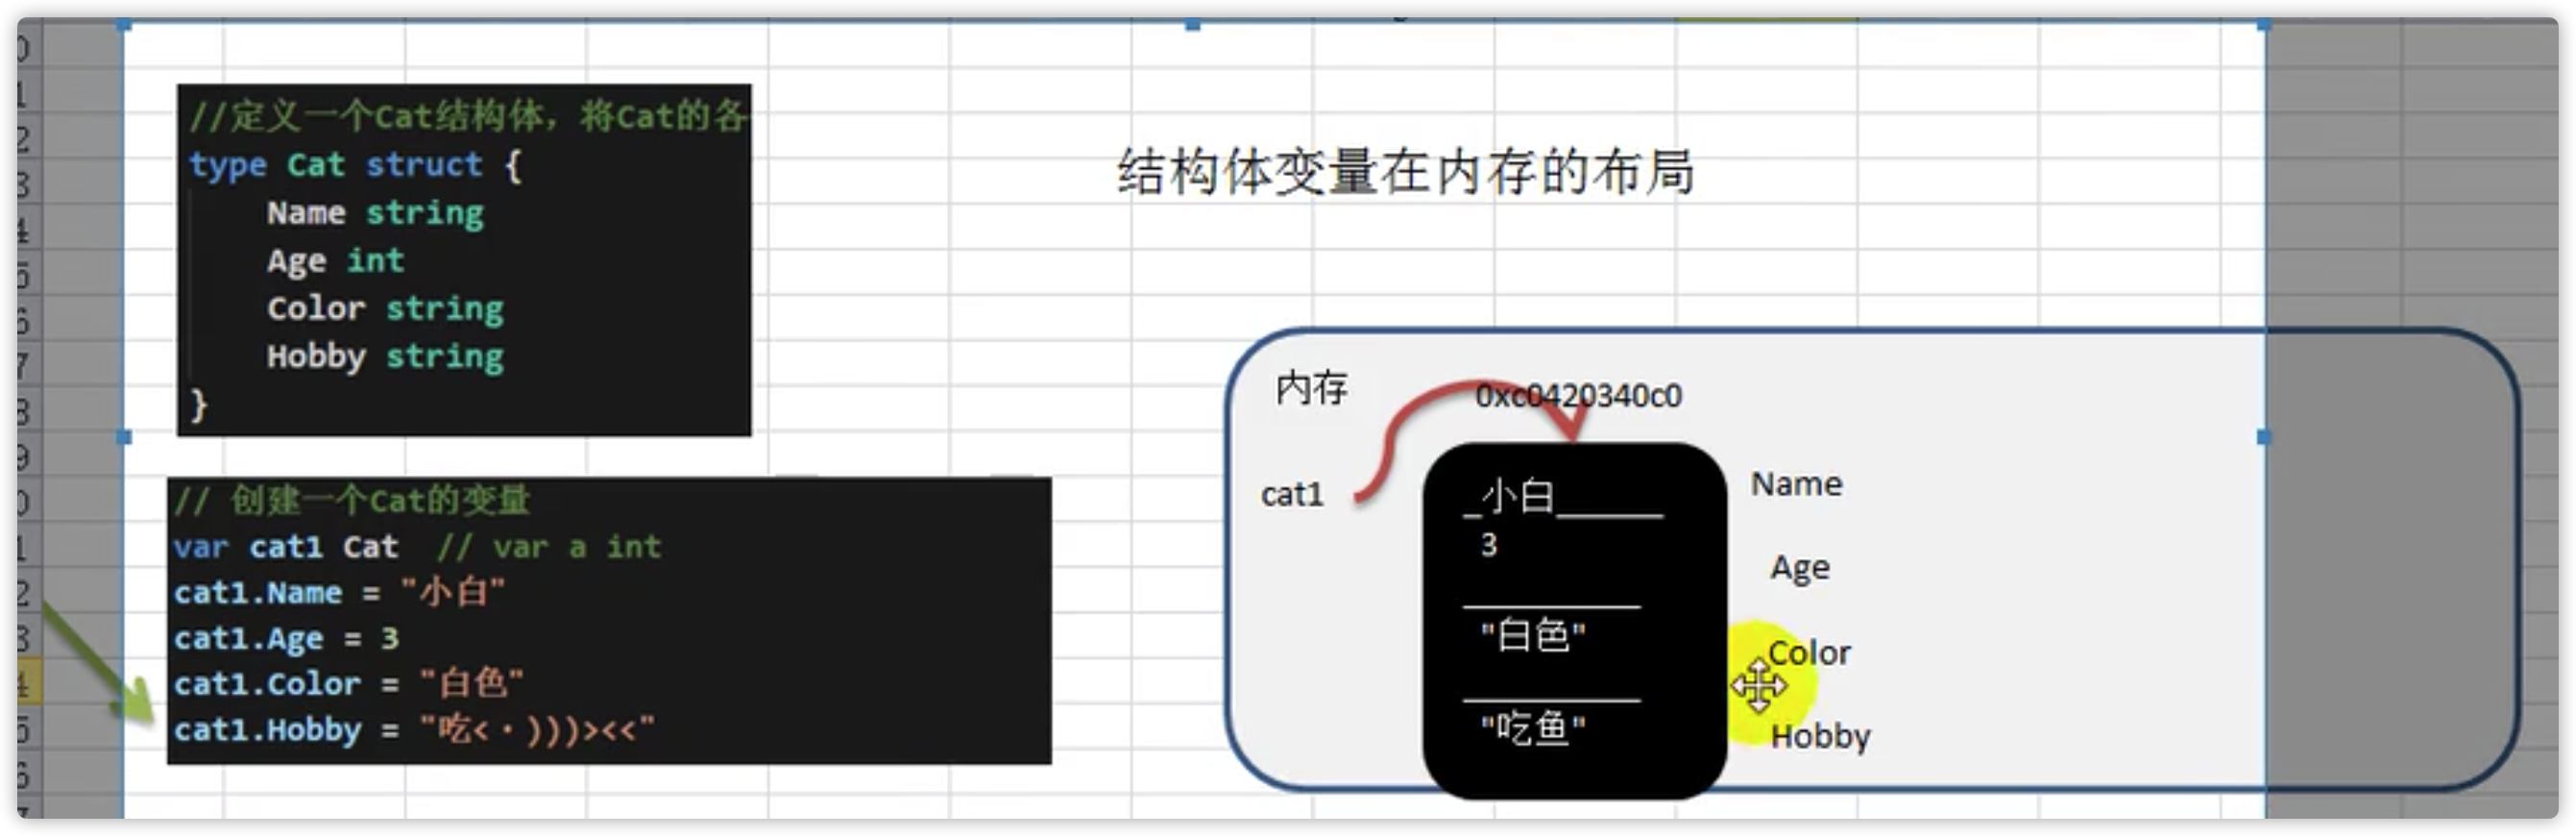 //定义一个Cat结构体，将Cat的各
type Cat struct {
Name string
Age int
Color string
Hobby string
}
结构体变量在内存的布局
// 创建一个Cat的变量
var cat1 Cat // var a int
cat1.Name = "小白"
cat1.Age = 3
cat1.Color = "白色"
cat1.Hobby = "吃<・)))><<"
内存
0xc0420340c0
cat1
_小白______
Name
3
Age
"白色"
Color
"吃鱼"
Hobby